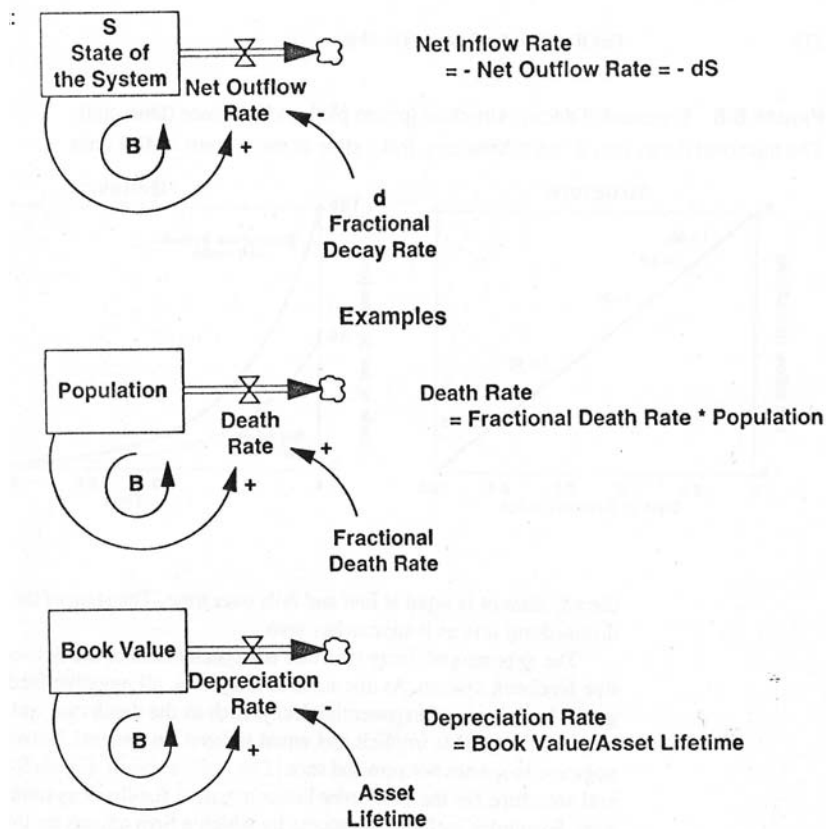 S
State of
the System
Net Outflow
Rate
B
+
-
d
Fractional
Decay Rate
Net Inflow Rate
= - Net Outflow Rate = - dS
Examples
Population
Death
Rate
B
+
+
Fractional
Death Rate
Death Rate
= Fractional Death Rate * Population
Book Value
Depreciation
Rate
B
+
-
Asset
Lifetime
Depreciation Rate
= Book Value/Asset Lifetime